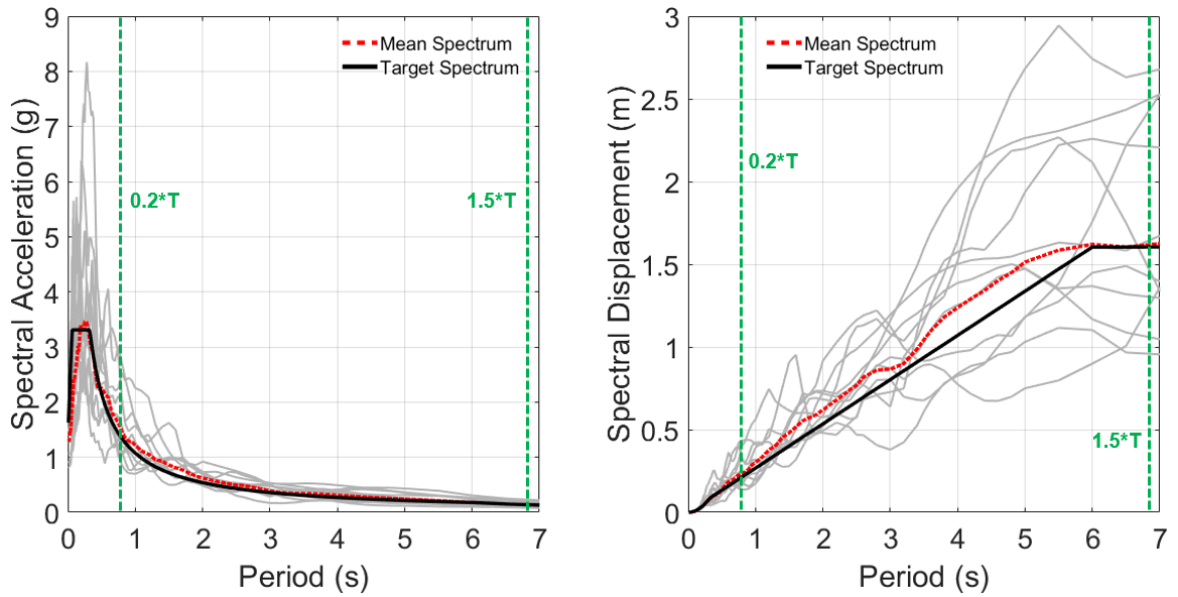 9
8
7
6
5
4
3
2
1
0
0 1 2 3 4 5 6 7
Spectral Acceleration (g)
Period (s)
Mean Spectrum
Target Spectrum
0.2*T
1.5*T
3
2.5
2
1.5
1
0.5
0
0 1 2 3 4 5 6 7
Spectral Displacement (m)
Period (s)
Mean Spectrum
Target Spectrum
0.2*T
1.5*T